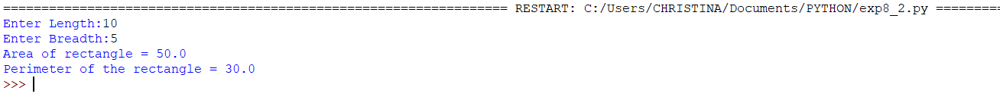 ================================================================== RESTART: C:/Users/CHRISTINA/Documents/PYTHON/exp8_2.py =========
Enter Length:10
Enter Breadth:5
Area of rectangle = 50.0
Perimeter of the rectangle = 30.0
>>>